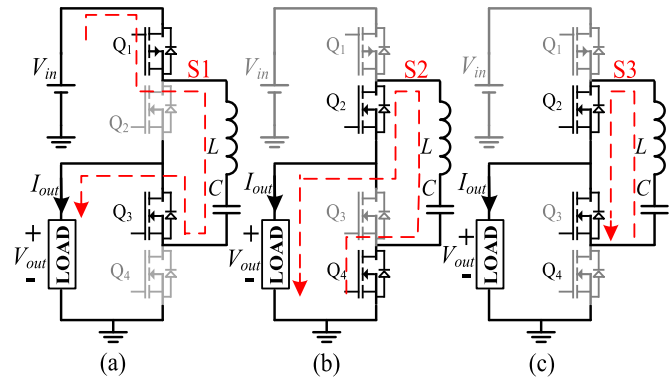 Q1
S1
Vin
Q2
L
Iout
C
Q3
+
Vout
-
LOAD
Q4
(a)
Q1
S2
Vin
Q2
L
Iout
C
Q3
+
Vout
-
LOAD
Q4
(b)
Q1
S3
Vin
Q2
L
Iout
C
Q3
+
Vout
-
LOAD
Q4
(c)